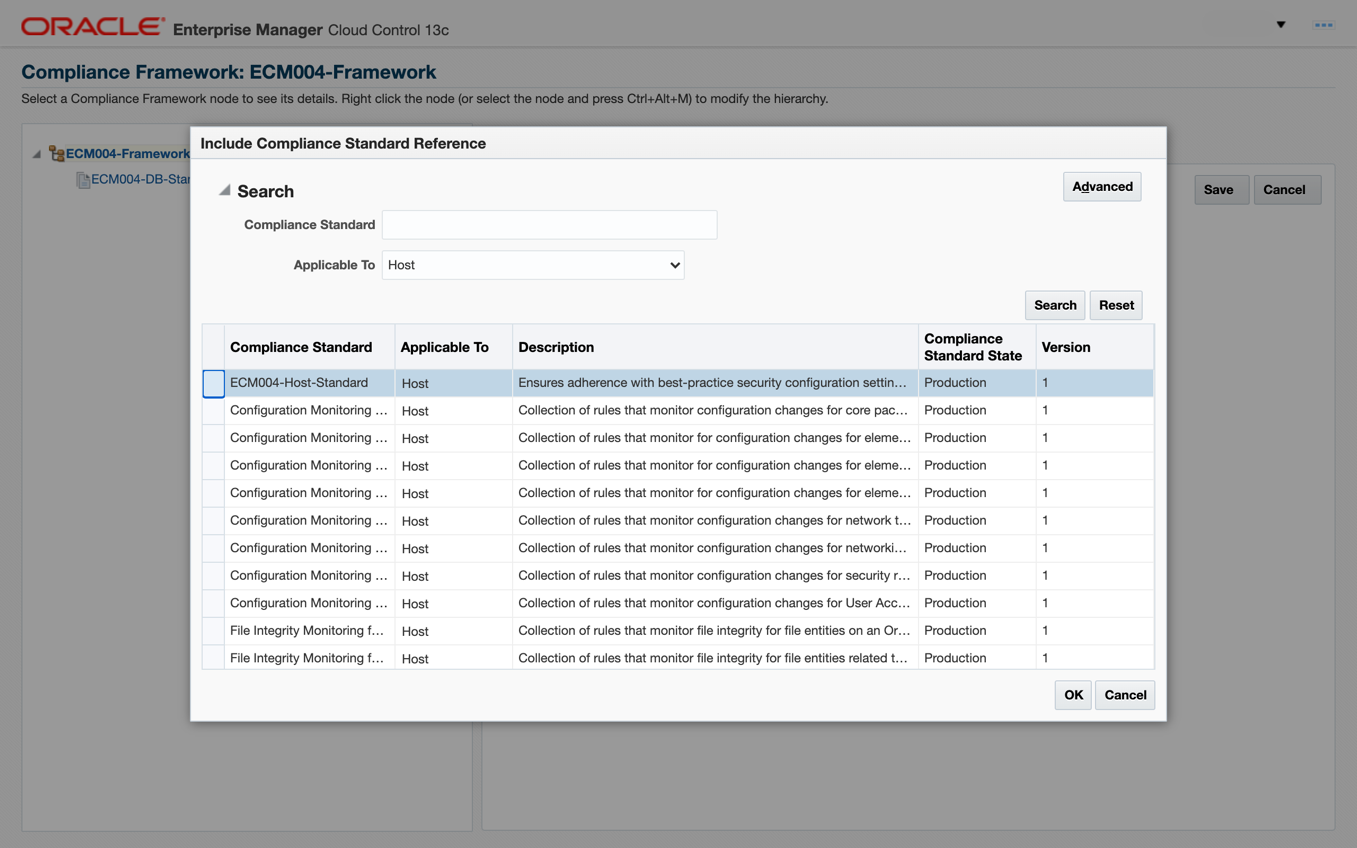 ORACLE Enterprise Manager Cloud Control 13c
Compliance Framework: ECM004-Framework
Select a Compliance Framework node to see its details. Right click the node (or select the node and press Ctrl+Alt+M) to modify the hierarchy.
ECM004-Framework
ECM004-DB-Star
Save Cancel
Include Compliance Standard Reference
Search
Advanced
Compliance Standard
Applicable To Host
Search Reset
Compliance Standard Applicable To Description Compliance Standard State Version
ECM004-Host-Standard Host Ensures adherence with best-practice security configuration settin... Production 1
Configuration Monitoring ... Host Collection of rules that monitor configuration changes for core pac... Production 1
Configuration Monitoring ... Host Collection of rules that monitor for configuration changes for eleme... Production 1
Configuration Monitoring ... Host Collection of rules that monitor for configuration changes for eleme... Production 1
Configuration Monitoring ... Host Collection of rules that monitor for configuration changes for eleme... Production 1
Configuration Monitoring ... Host Collection of rules that monitor configuration changes for network t... Production 1
Configuration Monitoring ... Host Collection of rules that monitor configuration changes for networki... Production 1
Configuration Monitoring ... Host Collection of rules that monitor configuration changes for security r... Production 1
Configuration Monitoring ... Host Collection of rules that monitor configuration changes for User Acc... Production 1
File Integrity Monitoring f... Host Collection of rules that monitor file integrity for file entities on an Or... Production 1
File Integrity Monitoring f... Host Collection of rules that monitor file integrity for file entities related t... Production 1
OK Cancel